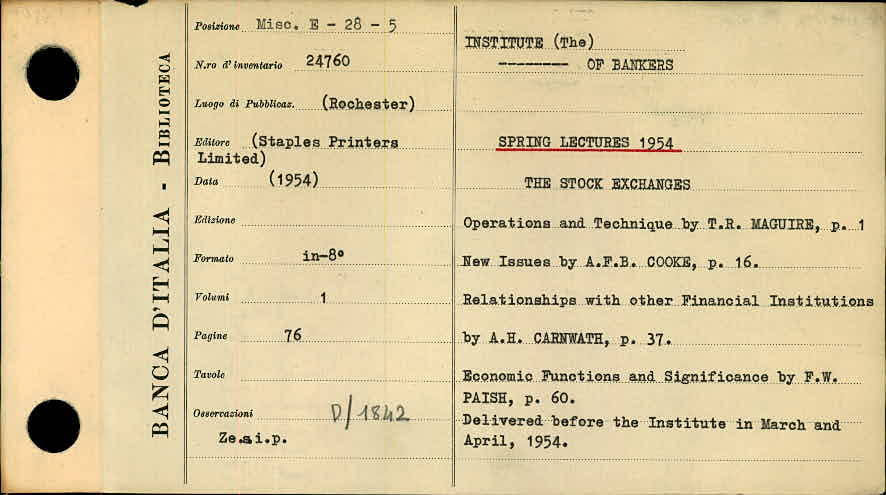 BANCA D'ITALIA - BIBLIOTECA
Posizione Misc. E - 28 - 5
N.ro d'inventario 24760
Luogo di Pubblicaz. (Rochester)
Editore (Staples Printers
Limited)
Data (1954)
Edizione
Formato in-8°
Volumi 1
Pagine 76
Tavole
Osservazioni D/1842
Ze.ai.p.
INSTITUTE (The)
-------- OF BANKERS
SPRING LECTURES 1954
THE STOCK EXCHANGES
Operations and Technique by T.R. MAGUIRE, p. 1
New Issues by A.F.B. COOKE, p. 16.
Relationships with other Financial Institutions
by A.H. CARNWATH, p. 37.
Economic Functions and Significance by F.W.
PAISH, p. 60.
Delivered before the Institute in March and
April, 1954.